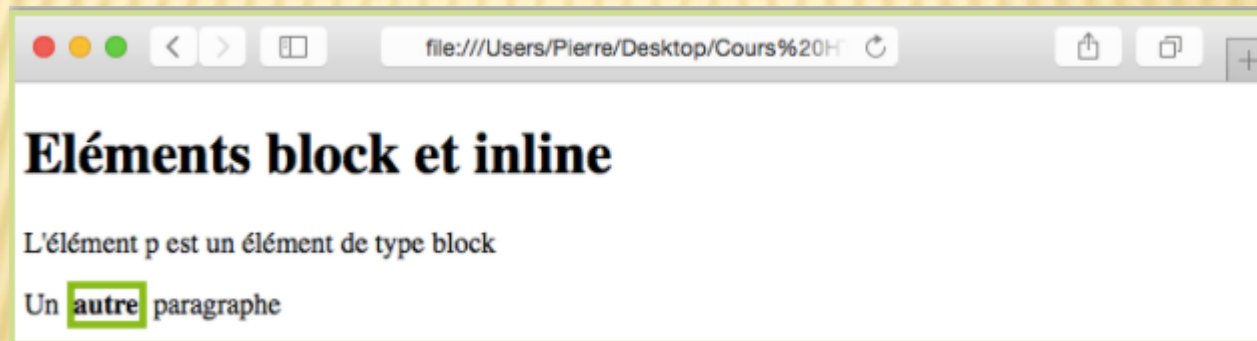 file:///Users/Pierre/Desktop/Cours%20H
Eléments block et inline
L'élément p est un élément de type block
Un autre paragraphe